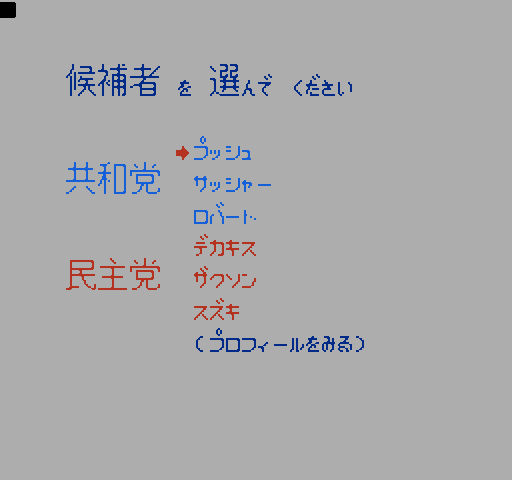 候補者 を 選んで ください
共和党
プッシュ
サッシャー
ロバート
民主党
デカキス
ザクソン
スズキ
(プロフィールをみる)